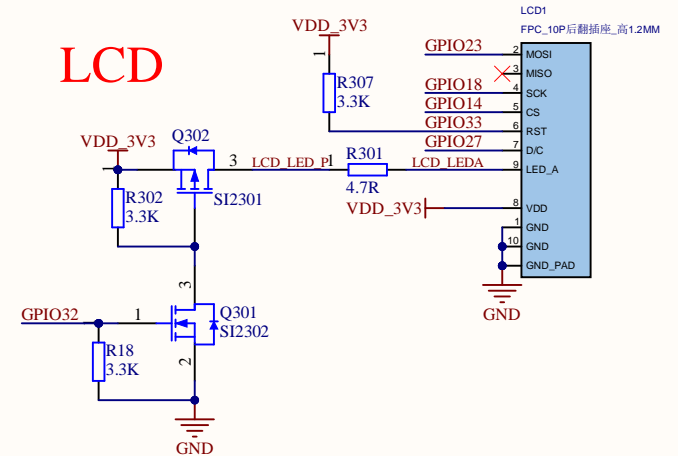 LCD1
FPC_10P后翻插座_高1.2MM
LCD
VDD_3V3
1
R307
3.3K
GPIO23
2
MOSI
3
MISO
GPIO18
4
SCK
GPIO14
5
CS
GPIO33
6
RST
GPIO27
7
D/C
VDD_3V3
1
Q302
3
SI2301
LCD_LED_P
1
R301
4.7R
LCD_LEDA
9
LED_A
R302
3.3K
VDD_3V3
8
VDD
1
GND
10
GND
GND_PAD
GND
GPIO32
1
3
Q301
SI2302
2
R18
3.3K
GND